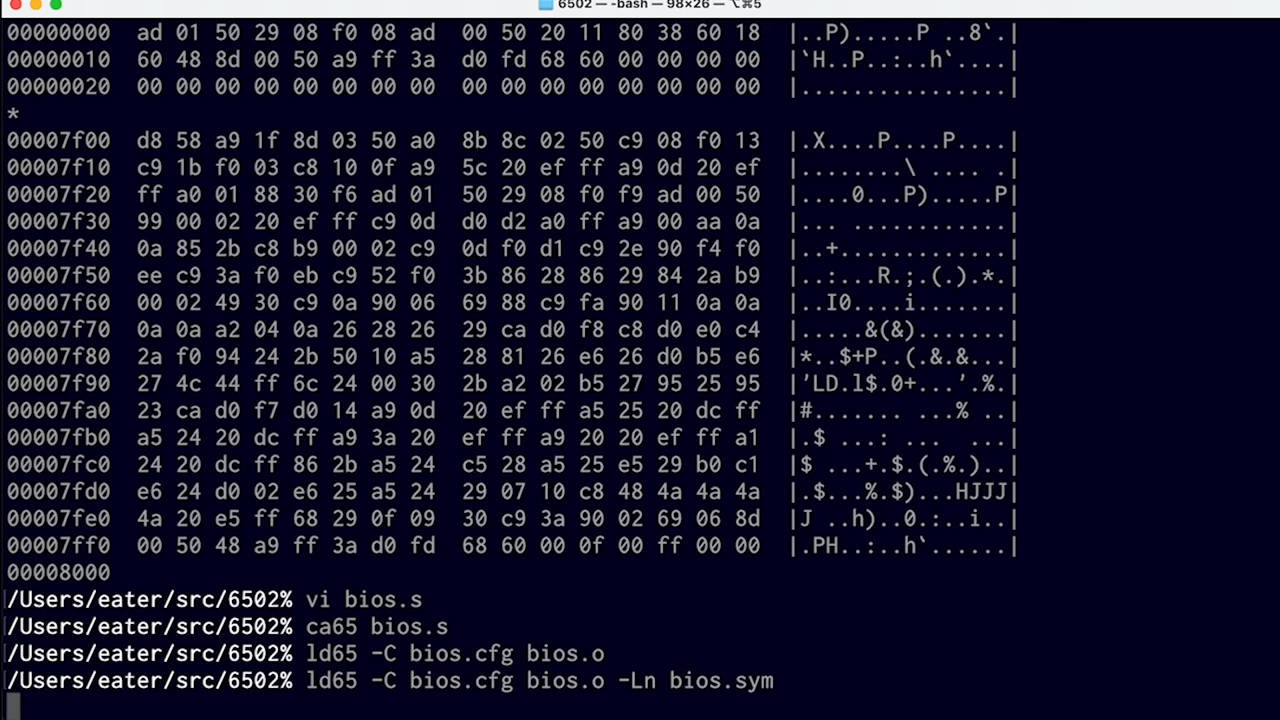 6502 — -bash — 98×26 — ⌥⌘5
00000000  ad 01 50 29 08 f0 08 ad  00 50 20 11 80 38 60 18  |..P).....P ..8`.|
00000010  60 48 8d 00 50 a9 ff 3a  d0 fd 68 60 00 00 00 00  |`H..P..:..h`....|
00000020  00 00 00 00 00 00 00 00  00 00 00 00 00 00 00 00  |................|
*
00007f00  d8 58 a9 1f 8d 03 50 a0  8b 8c 02 50 c9 08 f0 13  |.X....P....P....|
00007f10  c9 1b f0 03 c8 10 0f a9  5c 20 ef ff a9 0d 20 ef  |........\ .... .|
00007f20  ff a0 01 88 30 f6 ad 01  50 29 08 f0 f9 ad 00 50  |....0...P).....P|
00007f30  99 00 02 20 ef ff c9 0d  d0 d2 a0 ff a9 00 aa 0a  |... ............|
00007f40  0a 85 2b c8 b9 00 02 c9  0d f0 d1 c9 2e 90 f4 f0  |..+.............|
00007f50  ee c9 3a f0 eb c9 52 f0  3b 86 28 86 29 84 2a b9  |..:...R.;.(.).*.|
00007f60  00 02 49 30 c9 0a 90 06  69 88 c9 fa 90 11 0a 0a  |..I0....i.......|
00007f70  0a 0a a2 04 0a 26 28 26  29 ca d0 f8 c8 d0 e0 c4  |.....&(&).......|
00007f80  2a f0 94 24 2b 50 10 a5  28 81 26 e6 26 d0 b5 e6  |*..$+P..(.&.&...|
00007f90  27 4c 44 ff 6c 24 00 30  2b a2 02 b5 27 95 25 95  |'LD.l$.0+...'.%.|
00007fa0  23 ca d0 f7 d0 14 a9 0d  20 ef ff a5 25 20 dc ff  |#....... ...% ..|
00007fb0  a5 24 20 dc ff a9 3a 20  ef ff a9 20 20 ef ff a1  |.$ ...: ...  ...|
00007fc0  24 20 dc ff 86 2b a5 24  c5 28 a5 25 e5 29 b0 c1  |$ ...+.$.(.%.)..|
00007fd0  e6 24 d0 02 e6 25 a5 24  29 07 10 c8 48 4a 4a 4a  |.$...%.$)...HJJJ|
00007fe0  4a 20 e5 ff 68 29 0f 09  30 c9 3a 90 02 69 06 8d  |J ..h)..0.:..i..|
00007ff0  00 50 48 a9 ff 3a d0 fd  68 60 00 0f 00 ff 00 00  |.PH..:..h`......|
00008000
/Users/eater/src/6502% vi bios.s
/Users/eater/src/6502% ca65 bios.s
/Users/eater/src/6502% ld65 -C bios.cfg bios.o
/Users/eater/src/6502% ld65 -C bios.cfg bios.o -Ln bios.sym